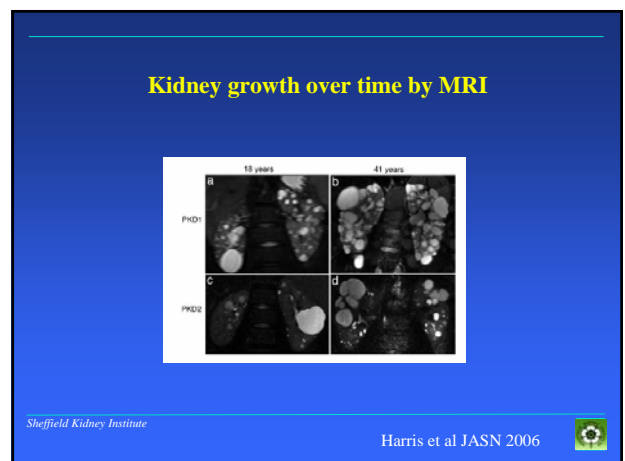 Kidney growth over time by MRI
18 years 41 years
a b
PKD1
c d
PKD2
Sheffield Kidney Institute
Harris et al JASN 2006